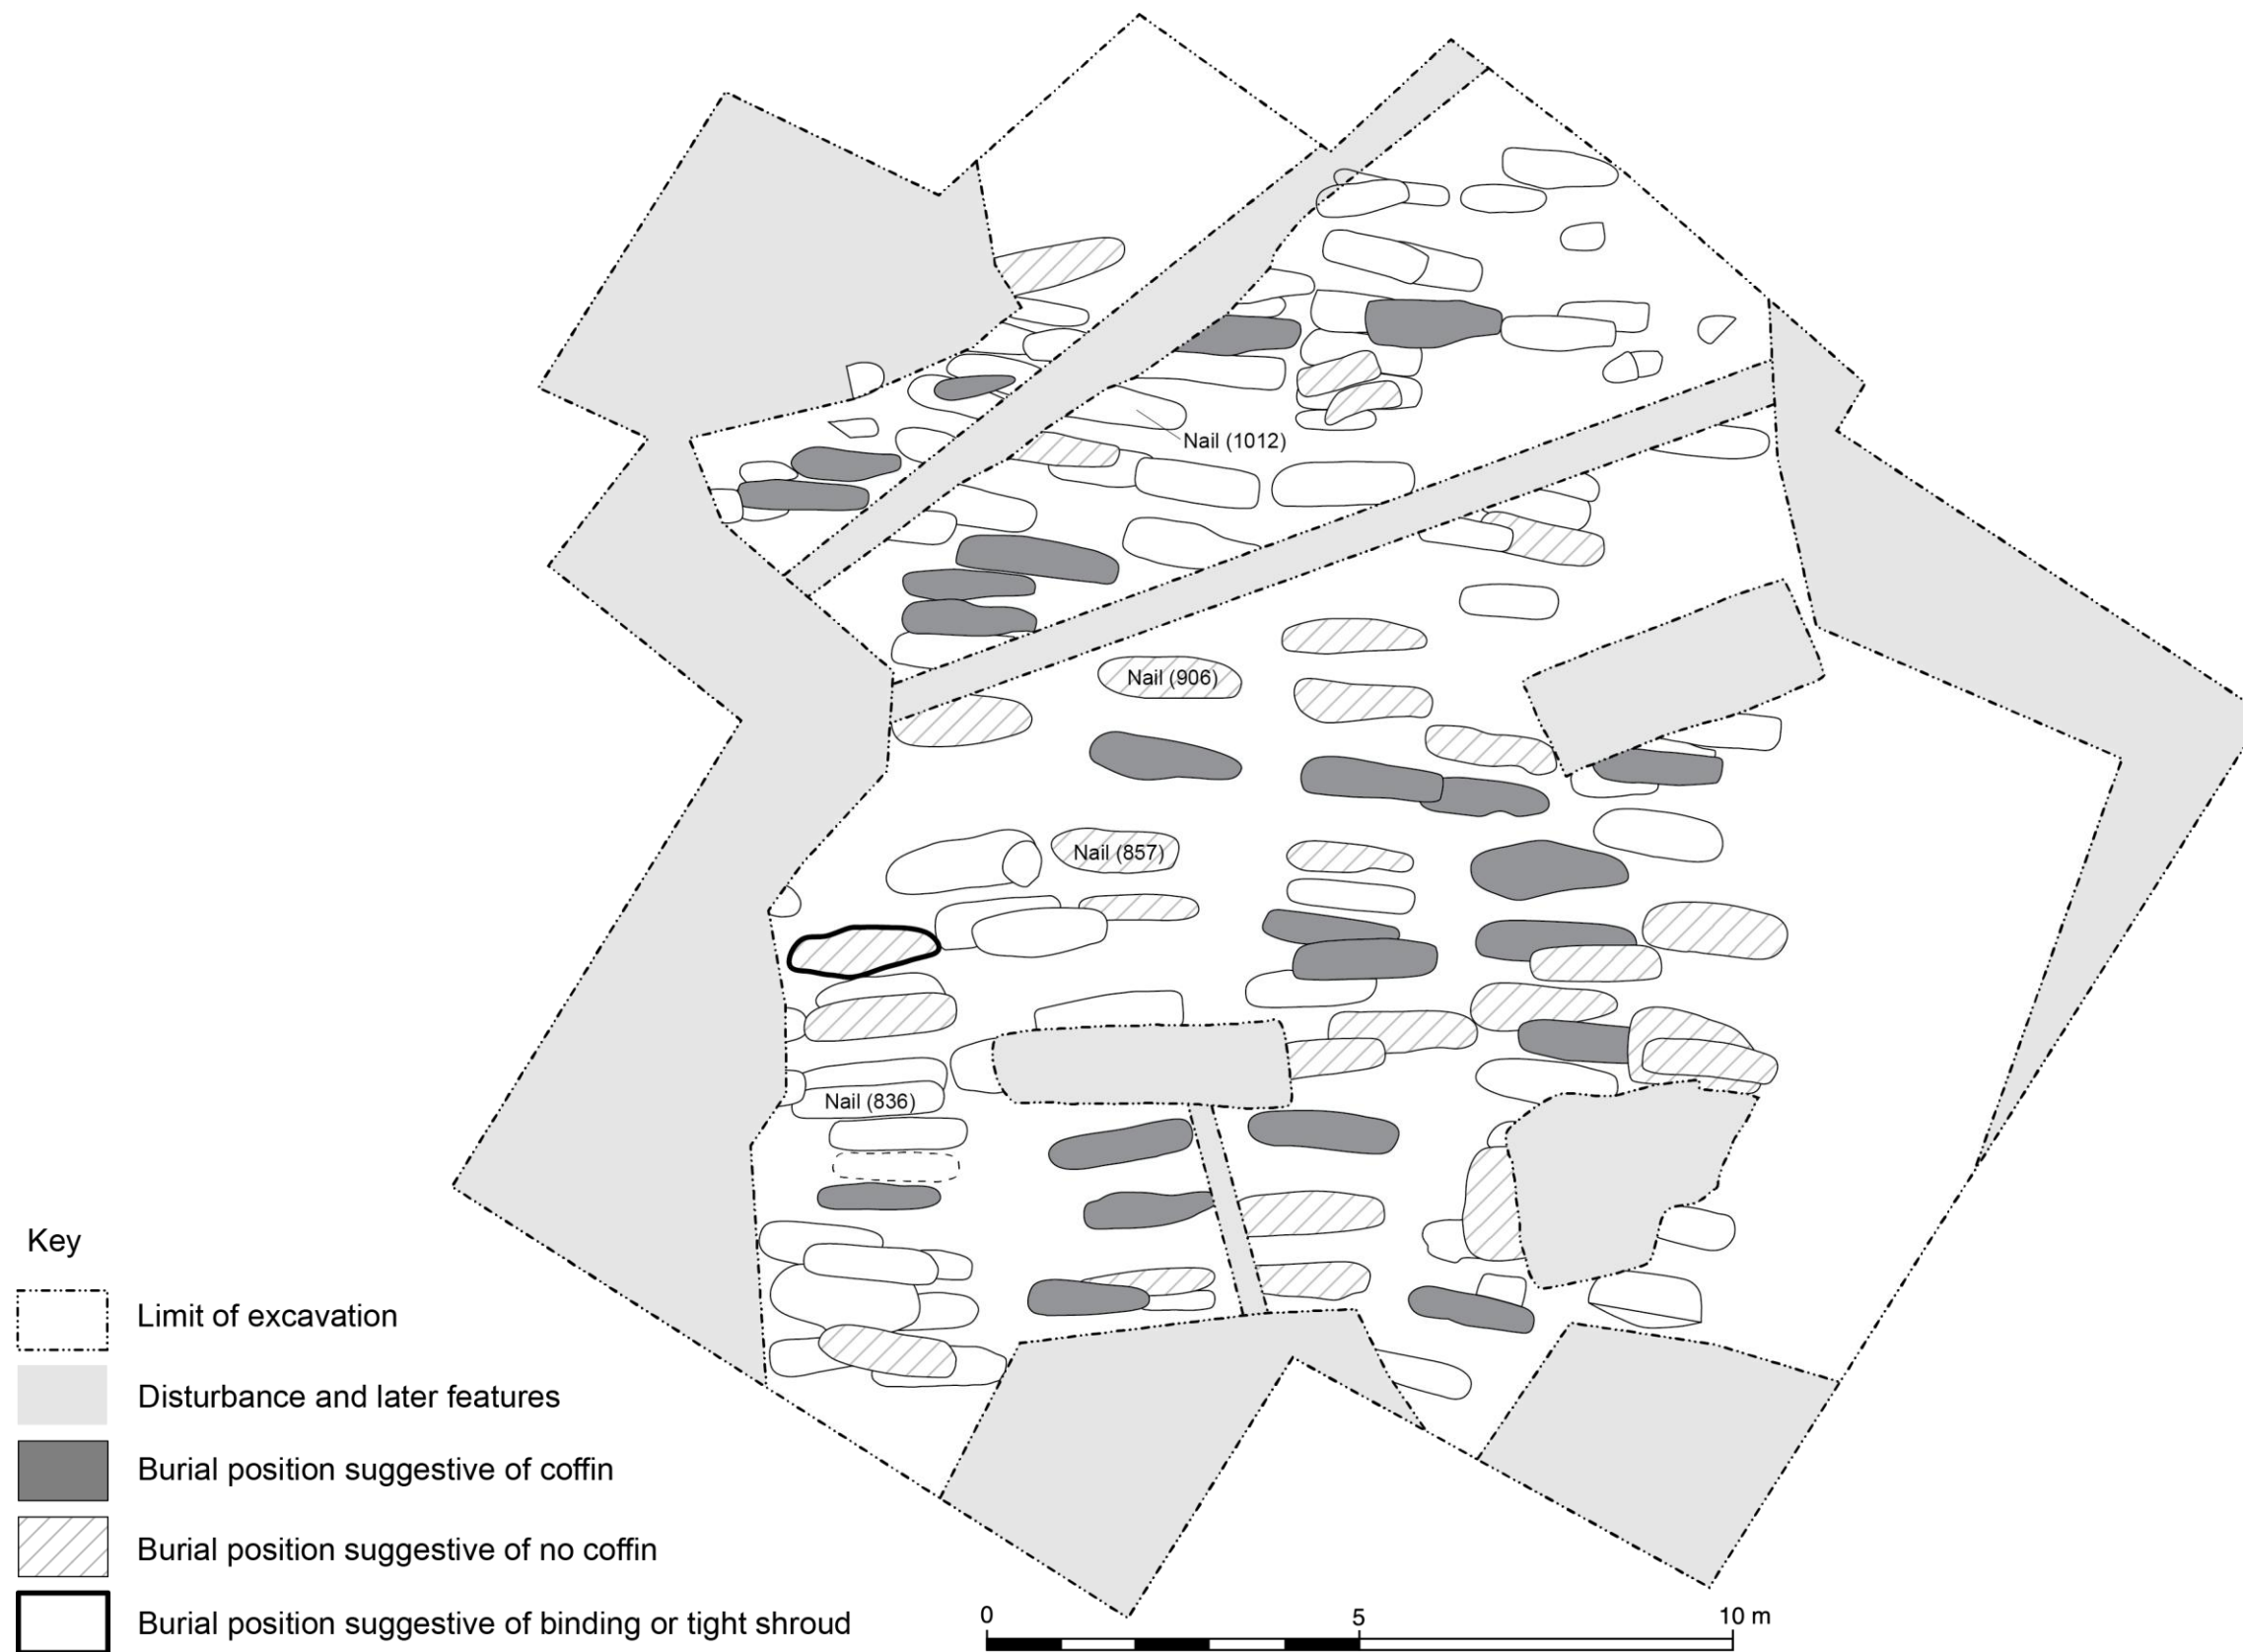 Nail (1012)
Nail (906)
Nail (857)
Nail (836)
Key
Limit of excavation
Disturbance and later features
Burial position suggestive of coffin
Burial position suggestive of no coffin
Burial position suggestive of binding or tight shroud
0 5 10 m